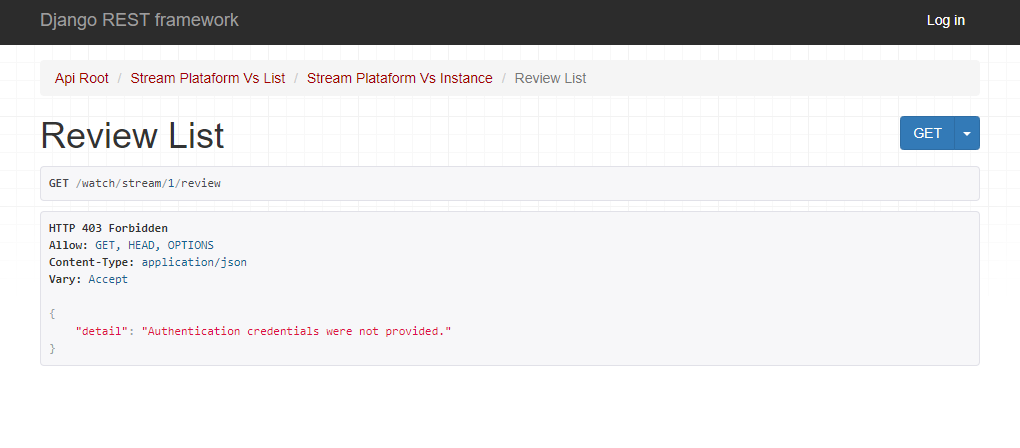 Django REST framework
Log in
Api Root / Stream Plataform Vs List / Stream Plataform Vs Instance / Review List
Review List
GET
GET /watch/stream/1/review
HTTP 403 Forbidden
Allow: GET, HEAD, OPTIONS
Content-Type: application/json
Vary: Accept
{
    "detail": "Authentication credentials were not provided."
}